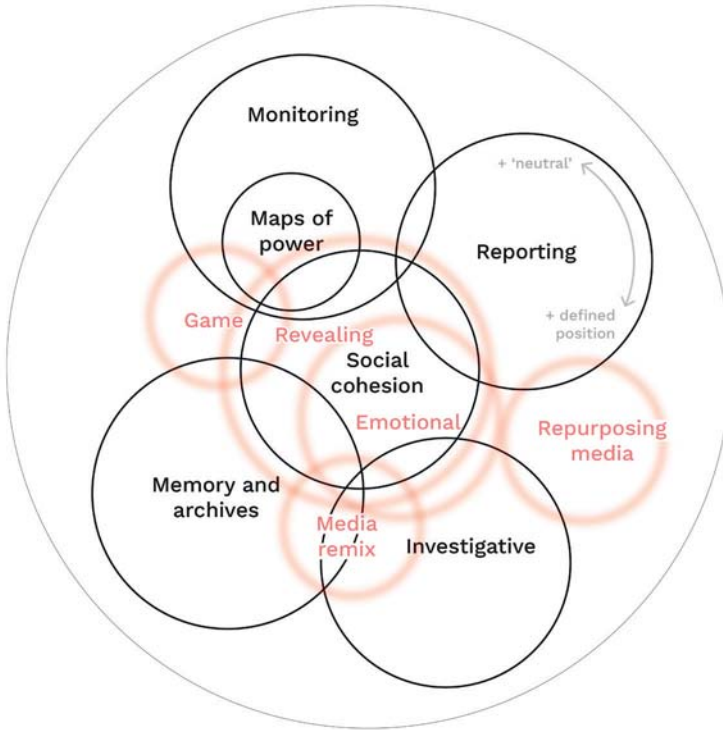 Monitoring
+ ‘neutral’
Maps of
power
Reporting
Game
Revealing
+ defined
position
Social
cohesion
Emotional
Repurposing
media
Memory and
archives
Media
remix
Investigative